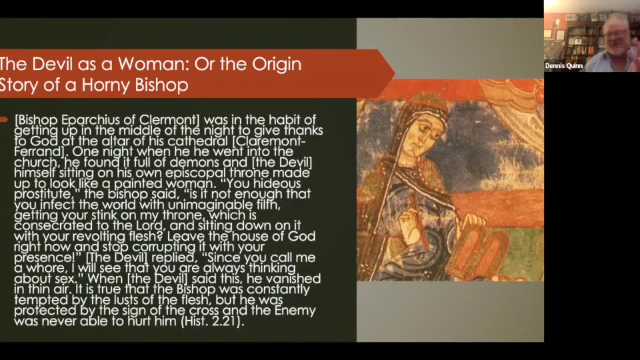 The Devil as a Woman: Or the Origin
Story of a Horny Bishop
Dennis Quinn
[Bishop Eparchius of Clermont] was in the habit of
getting up in the middle of the night to give thanks
to God at the altar of his cathedral [Claremont-
Ferrand]. One night when he went into the
church, he found it full of demons and [the Devil]
himself sitting on his own episcopal throne made
up to look like a painted woman. “You hideous
prostitute,” the bishop said, “is it not enough that
you infect the world with unimaginable filth,
getting your stink on my throne, which is
consecrated to the Lord, and sitting down on it
with your revolting flesh? Leave the house of God
right now and stop corrupting it with your
presence!” [The Devil] replied, “Since you call me
a whore, I will see that you are always thinking
about sex.” When [the Devil] said this, he vanished
in thin air. It is true that the Bishop was constantly
tempted by the lusts of the flesh, but he was
protected by the sign of the cross and the Enemy
was never able to hurt him (Hist. 2.21).